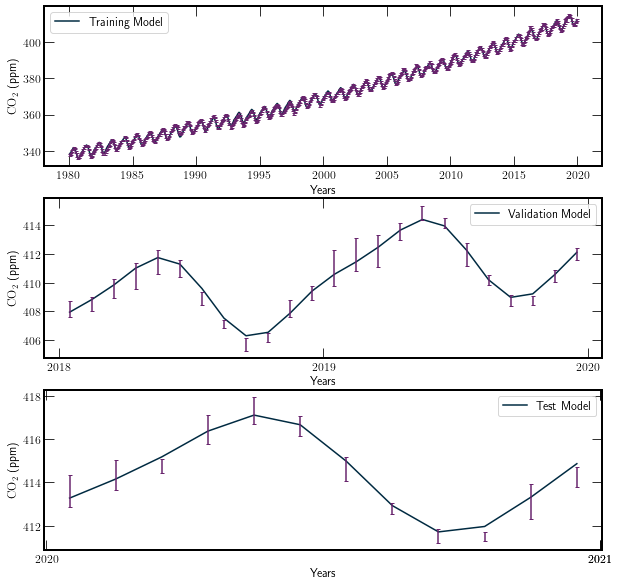 Training Model
CO2 (ppm)
400
380
360
340
1980 1985 1990 1995 2000 2005 2010 2015 2020
Years
Validation Model
CO2 (ppm)
414
412
410
408
406
2018 2019 2020
Years
Test Model
CO2 (ppm)
418
416
414
412
2020 2021
Years